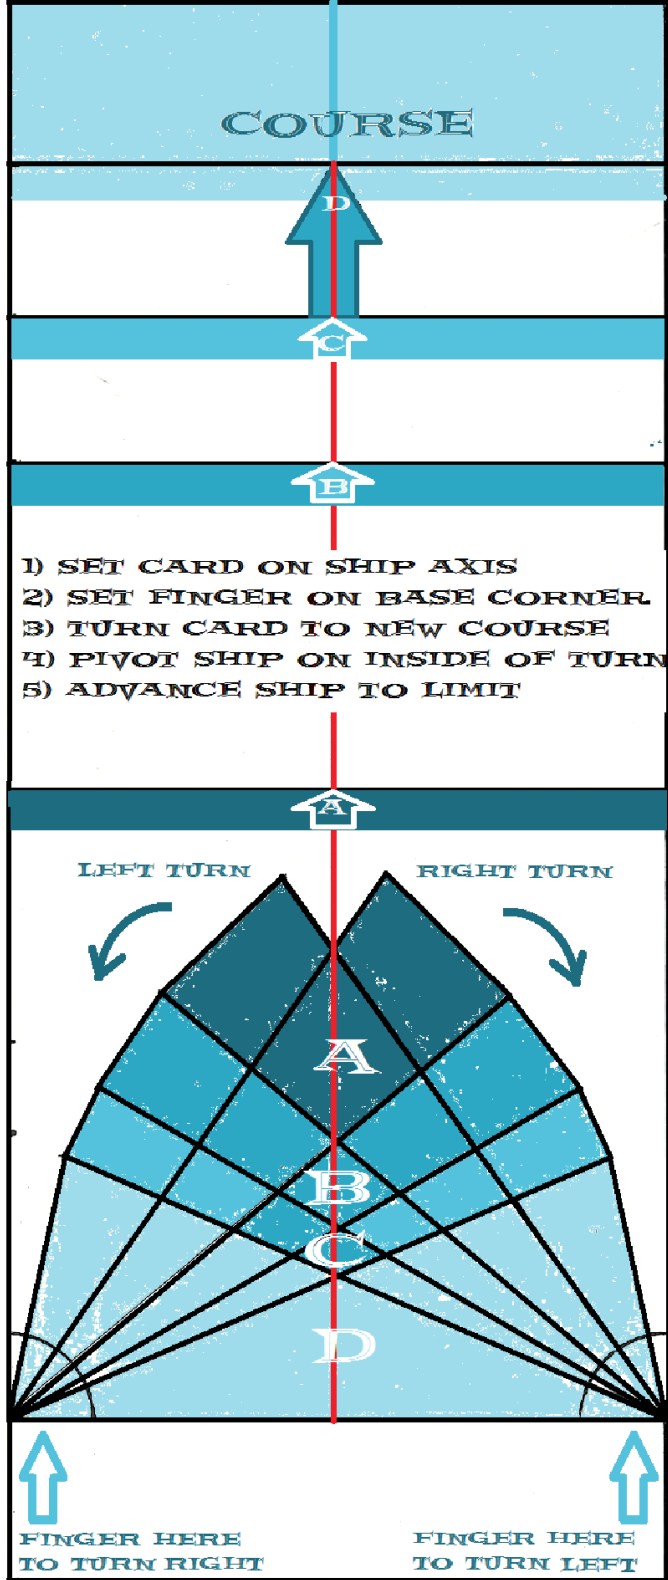 COURSE
D
C
B
1) SET CARD ON SHIP AXIS
2) SET FINGER ON BASE CORNER.
3) TURN CARD TO NEW COURSE
4) PIVOT SHIP ON INSIDE OF TURN
5) ADVANCE SHIP TO LIMIT
A
LEFT TURN RIGHT TURN
A
B
C
D
FINGER HERE FINGER HERE
TO TURN RIGHT TO TURN LEFT